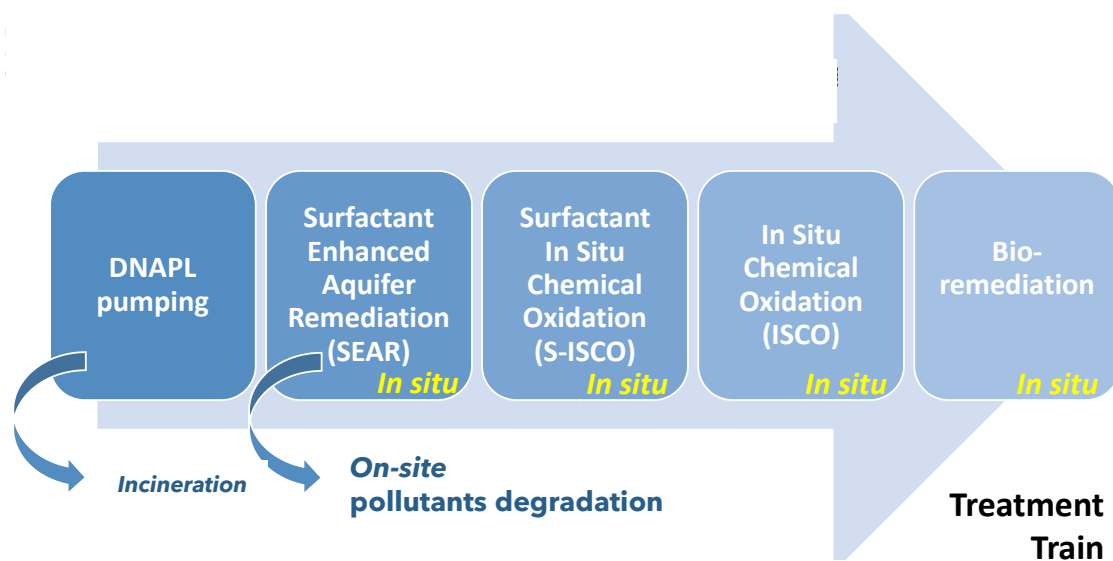 DNAPL
pumping
Surfactant
Enhanced
Aquifer
Remediation
(SEAR)
In situ
Surfactant
In Situ
Chemical
Oxidation
(S-ISCO)
In situ
In Situ
Chemical
Oxidation
(ISCO)
In situ
Bio-
remediation
In situ
Incineration
On-site
pollutants degradation
Treatment
Train